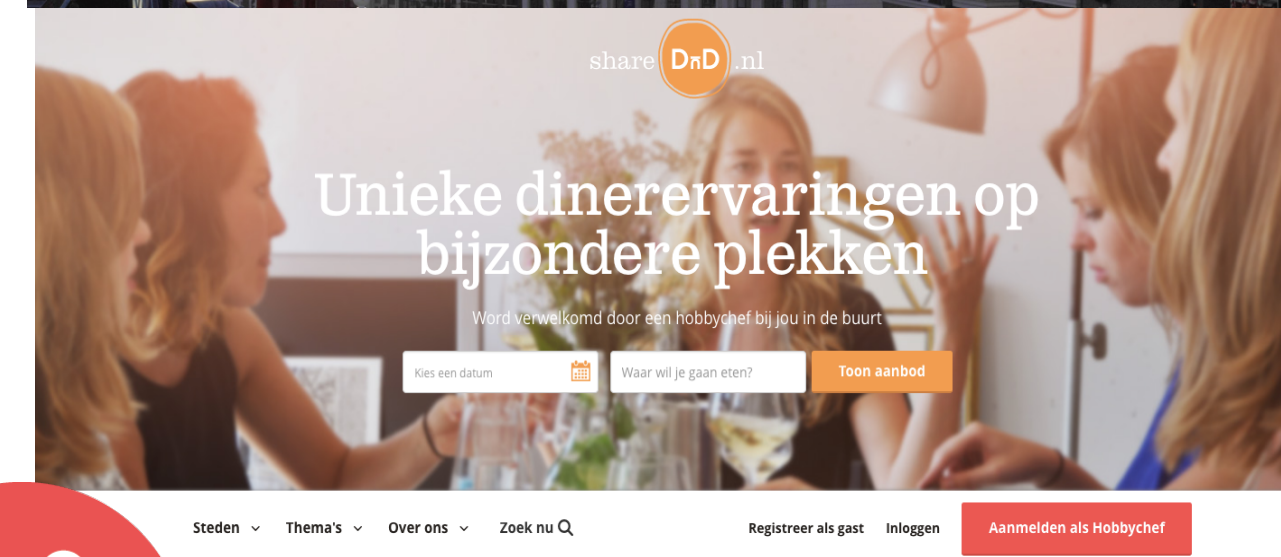 share DnD .nl
Unieke dinerervaringen op
bijzondere plekken
Word verwelkomd door een hobbychef bij jou in de buurt
Kies een datum
Waar wil je gaan eten?
Toon aanbod
Steden
Thema's
Over ons
Zoek nu
Registreer als gast
Inloggen
Aanmelden als Hobbychef